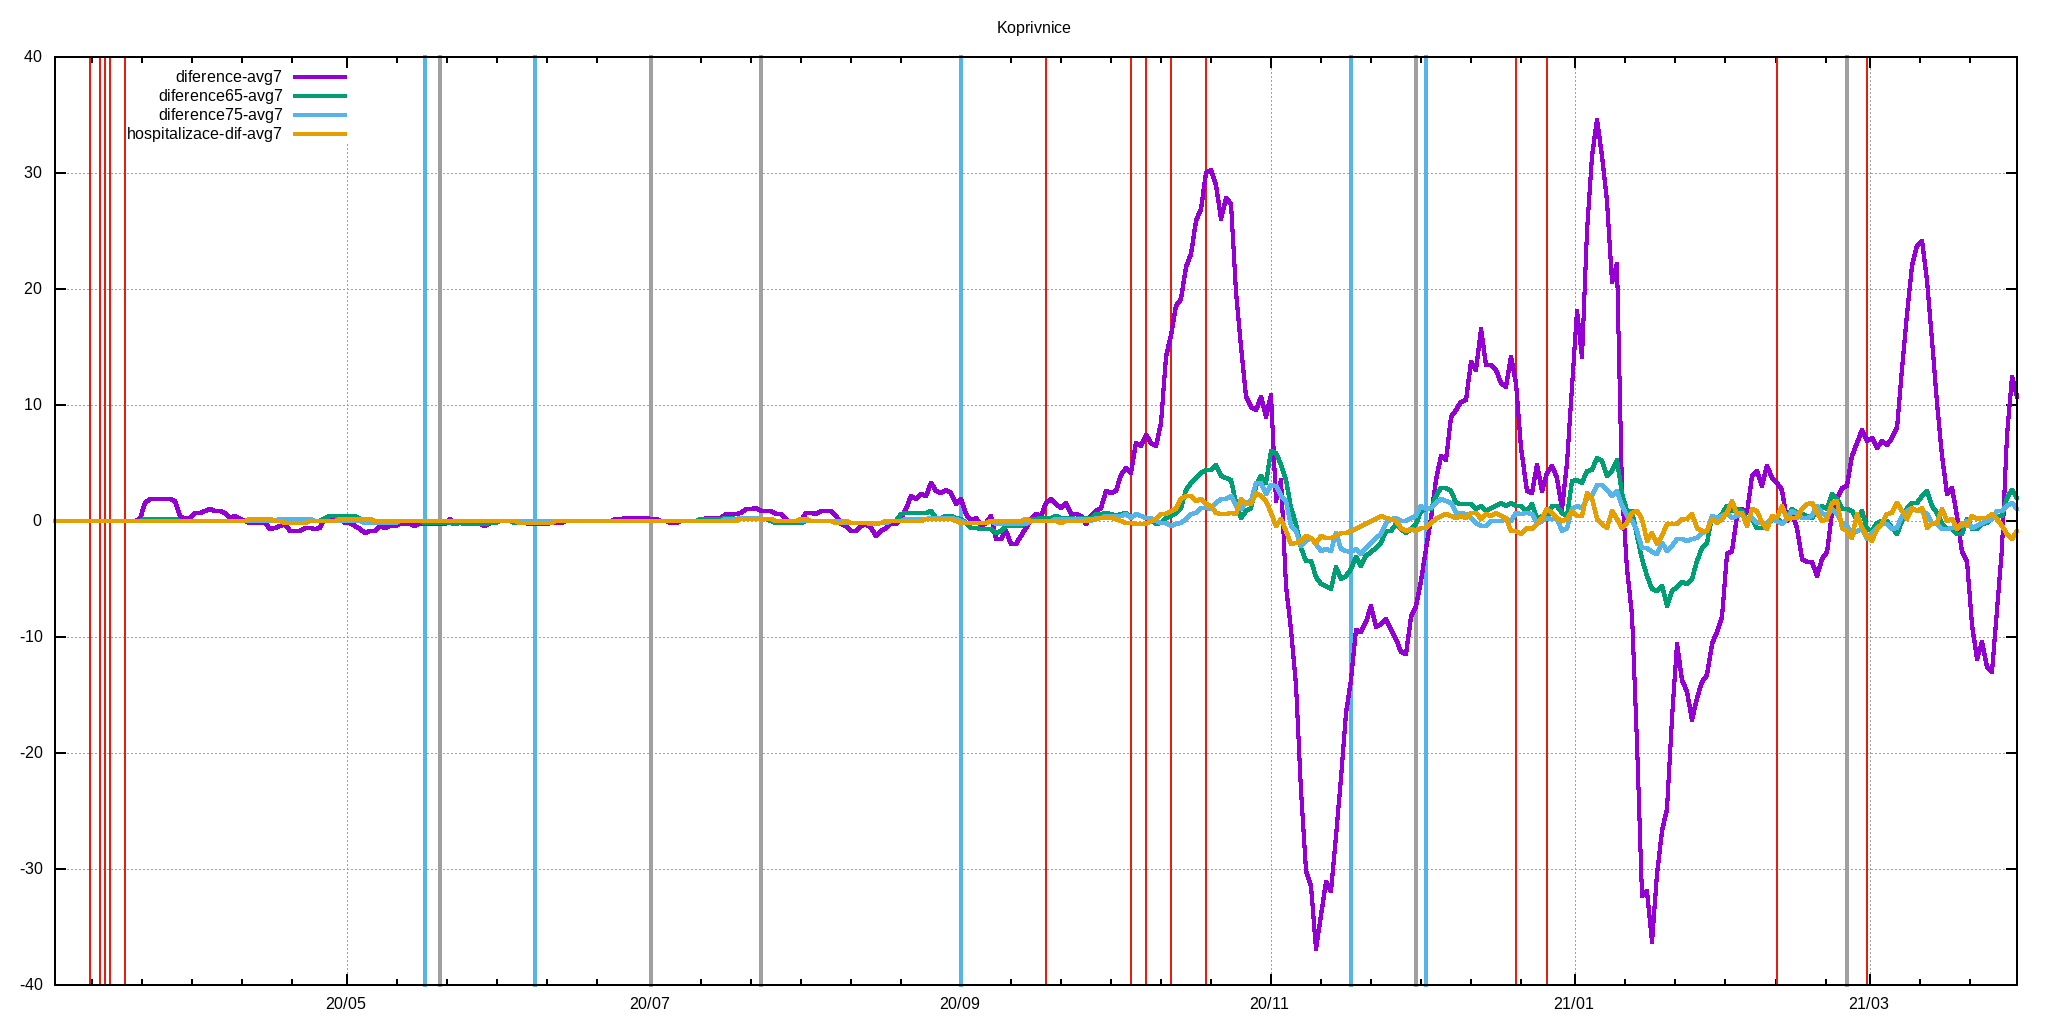 Koprivnice
40
diference-avg7
diference65-avg7
diference75-avg7
hospitalizace-dif-avg7
30
20
10
0
-10
-20
-30
-40
20/05 20/07 20/09 20/11 21/01 21/03